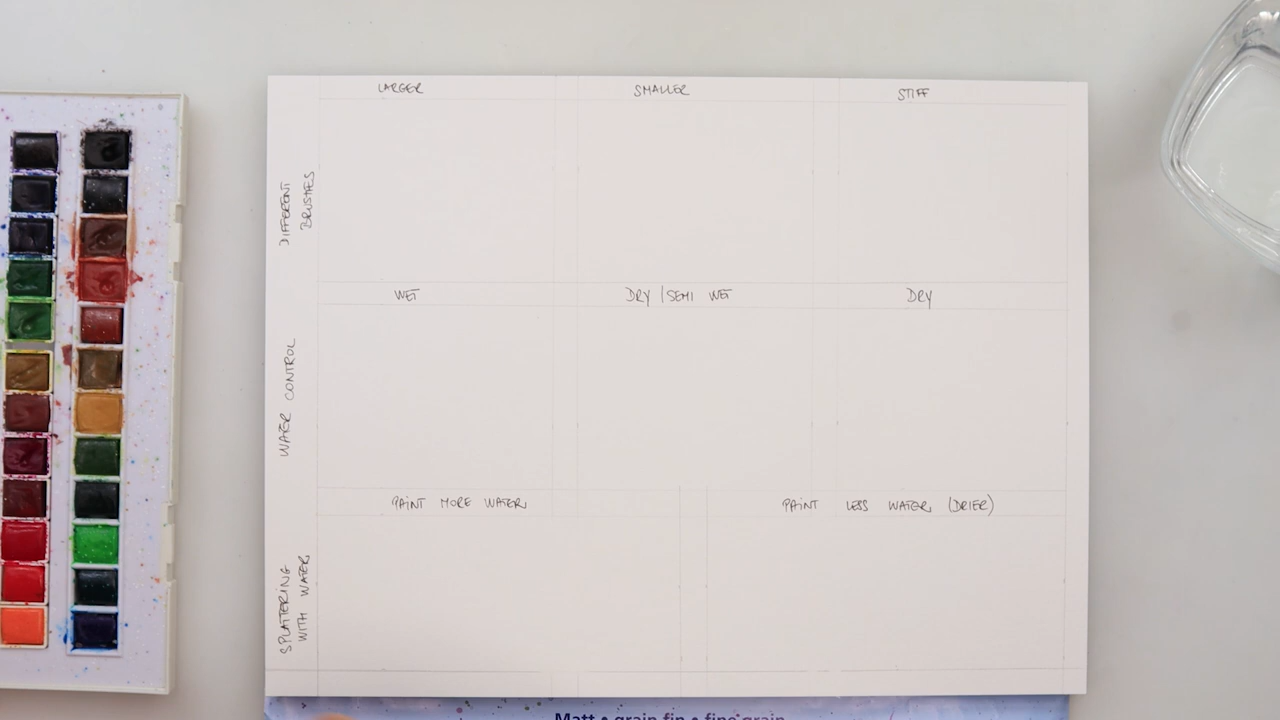 LARGER
SMALLER
STIFF
DIFFERENT
BRUSHES
WET
DRY / SEMI WET
DRY
WATER CONTROL
PAINT MORE WATER
PAINT LESS WATER (DRIER)
SPLATTERING
WITH WATER
Matt • grain fin • fine grain